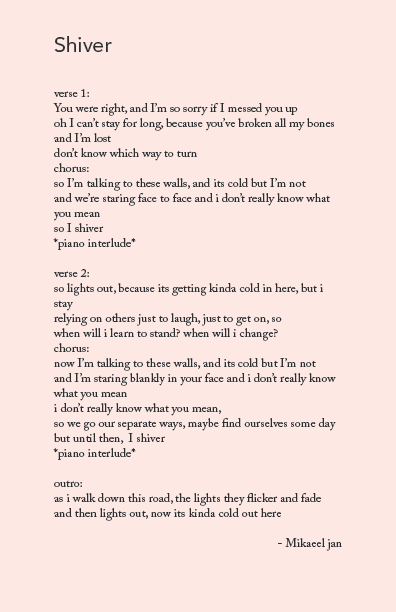 Shiver
verse 1:
You were right, and I'm so sorry if I messed you up
oh I can't stay for long, because you've broken all my bones
and I'm lost
don't know which way to turn
chorus:
so I'm talking to these walls, and its cold but I'm not
and we're staring face to face and i don't really know what
you mean
so I shiver
*piano interlude*
verse 2:
so lights out, because its getting kinda cold in here, but i
stay
relying on others just to laugh, just to get on, so
when will i learn to stand? when will i change?
chorus:
now I'm talking to these walls, and its cold but I'm not
and I'm staring blankly in your face and i don't really know
what you mean
i don't really know what you mean,
so we go our separate ways, maybe find ourselves some day
but until then, I shiver
*piano interlude*
outro:
as i walk down this road, the lights they flicker and fade
and then lights out, now its kinda cold out here
- Mikaeel jan